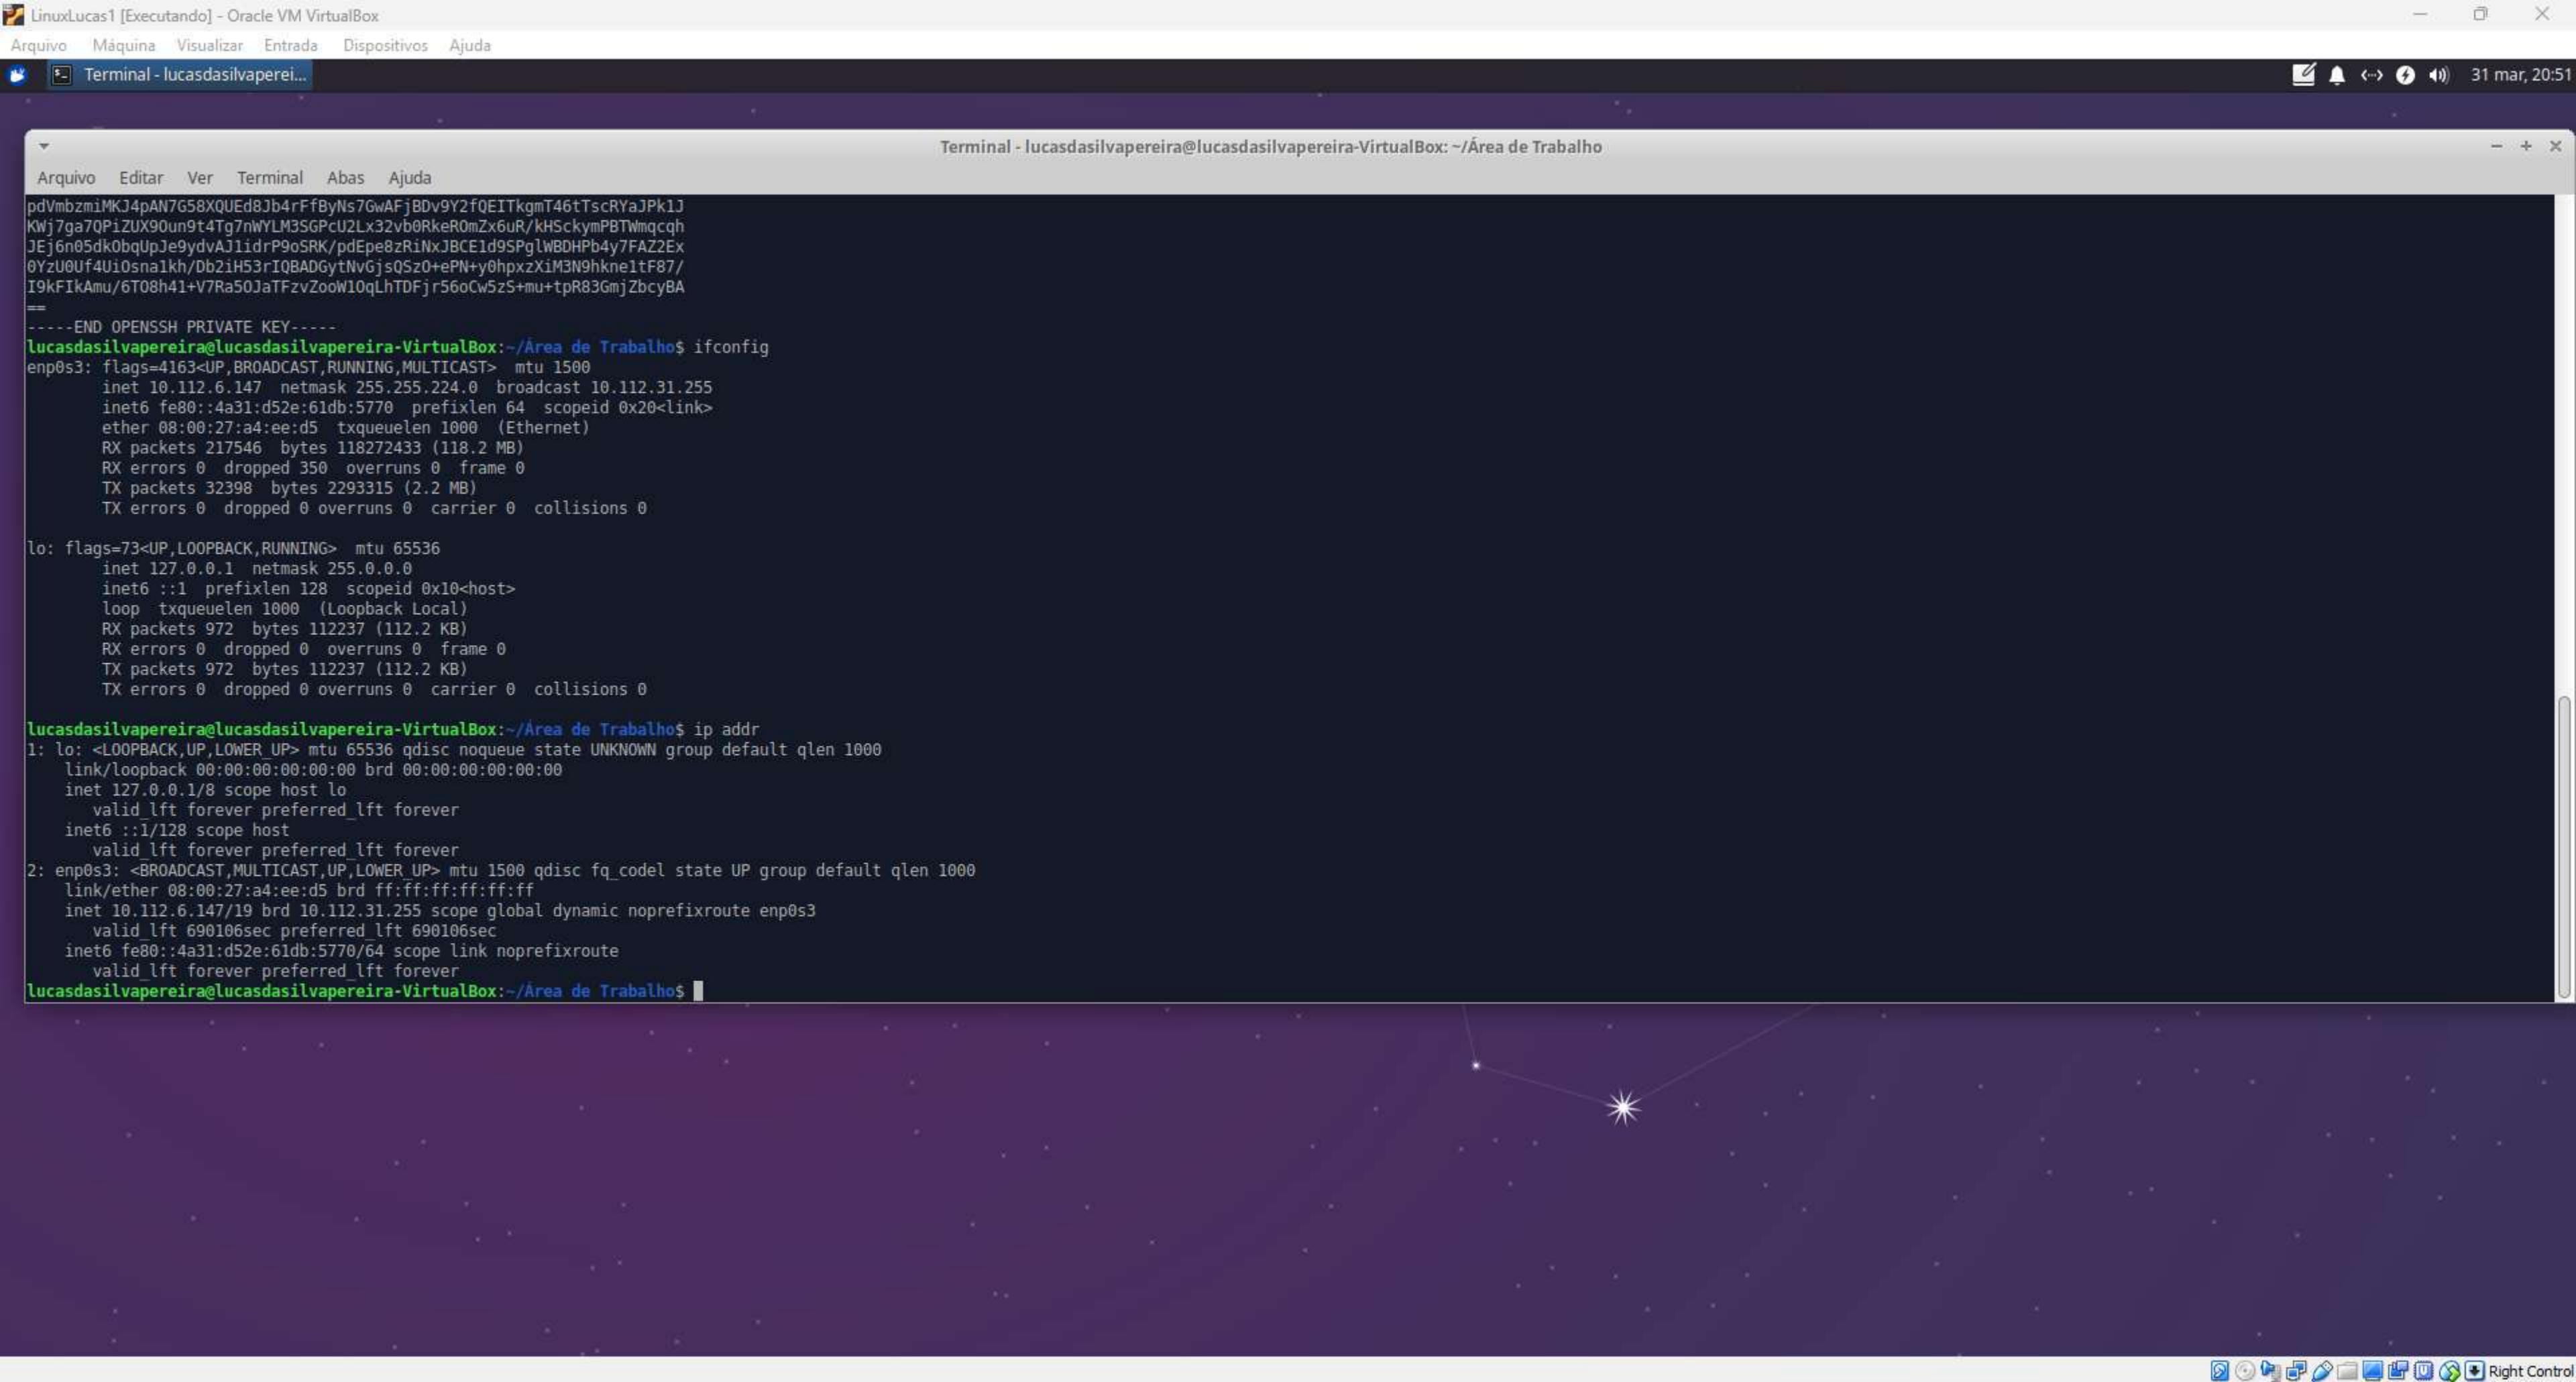 LinuxLucas1 [Executando] - Oracle VM VirtualBox
Arquivo Máquina Visualizar Entrada Dispositivos Ajuda
Terminal - lucasdasilvaperei...
31 mar, 20:51
Terminal - lucasdasilvapereira@lucasdasilvapereira-VirtualBox: ~/Área de Trabalho
Arquivo Editar Ver Terminal Abas Ajuda
==
-----END OPENSSH PRIVATE KEY-----
lucasdasilvapereira@lucasdasilvapereira-VirtualBox:~/Área de Trabalho$ ifconfig
enp0s3: flags=4163<UP,BROADCAST,RUNNING,MULTICAST>  mtu 1500
        inet 10.112.6.147  netmask 255.255.224.0  broadcast 10.112.31.255
        inet6 fe80::4a31:d52e:61db:5770  prefixlen 64  scopeid 0x20<link>
        ether 08:00:27:a4:ee:d5  txqueuelen 1000  (Ethernet)
        RX packets 217546  bytes 118272433 (118.2 MB)
        RX errors 0  dropped 350  overruns 0  frame 0
        TX packets 32398  bytes 2293315 (2.2 MB)
        TX errors 0  dropped 0 overruns 0  carrier 0  collisions 0
lo: flags=73<UP,LOOPBACK,RUNNING>  mtu 65536
        inet 127.0.0.1  netmask 255.0.0.0
        inet6 ::1  prefixlen 128  scopeid 0x10<host>
        loop  txqueuelen 1000  (Loopback Local)
        RX packets 972  bytes 112237 (112.2 KB)
        RX errors 0  dropped 0  overruns 0  frame 0
        TX packets 972  bytes 112237 (112.2 KB)
        TX errors 0  dropped 0 overruns 0  carrier 0  collisions 0
lucasdasilvapereira@lucasdasilvapereira-VirtualBox:~/Área de Trabalho$ ip addr
1: lo: <LOOPBACK,UP,LOWER_UP> mtu 65536 qdisc noqueue state UNKNOWN group default qlen 1000
    link/loopback 00:00:00:00:00:00 brd 00:00:00:00:00:00
    inet 127.0.0.1/8 scope host lo
       valid_lft forever preferred_lft forever
    inet6 ::1/128 scope host
       valid_lft forever preferred_lft forever
2: enp0s3: <BROADCAST,MULTICAST,UP,LOWER_UP> mtu 1500 qdisc fq_codel state UP group default qlen 1000
    link/ether 08:00:27:a4:ee:d5 brd ff:ff:ff:ff:ff:ff
    inet 10.112.6.147/19 brd 10.112.31.255 scope global dynamic noprefixroute enp0s3
       valid_lft 690106sec preferred_lft 690106sec
    inet6 fe80::4a31:d52e:61db:5770/64 scope link noprefixroute
       valid_lft forever preferred_lft forever
lucasdasilvapereira@lucasdasilvapereira-VirtualBox:~/Área de Trabalho$
Right Control